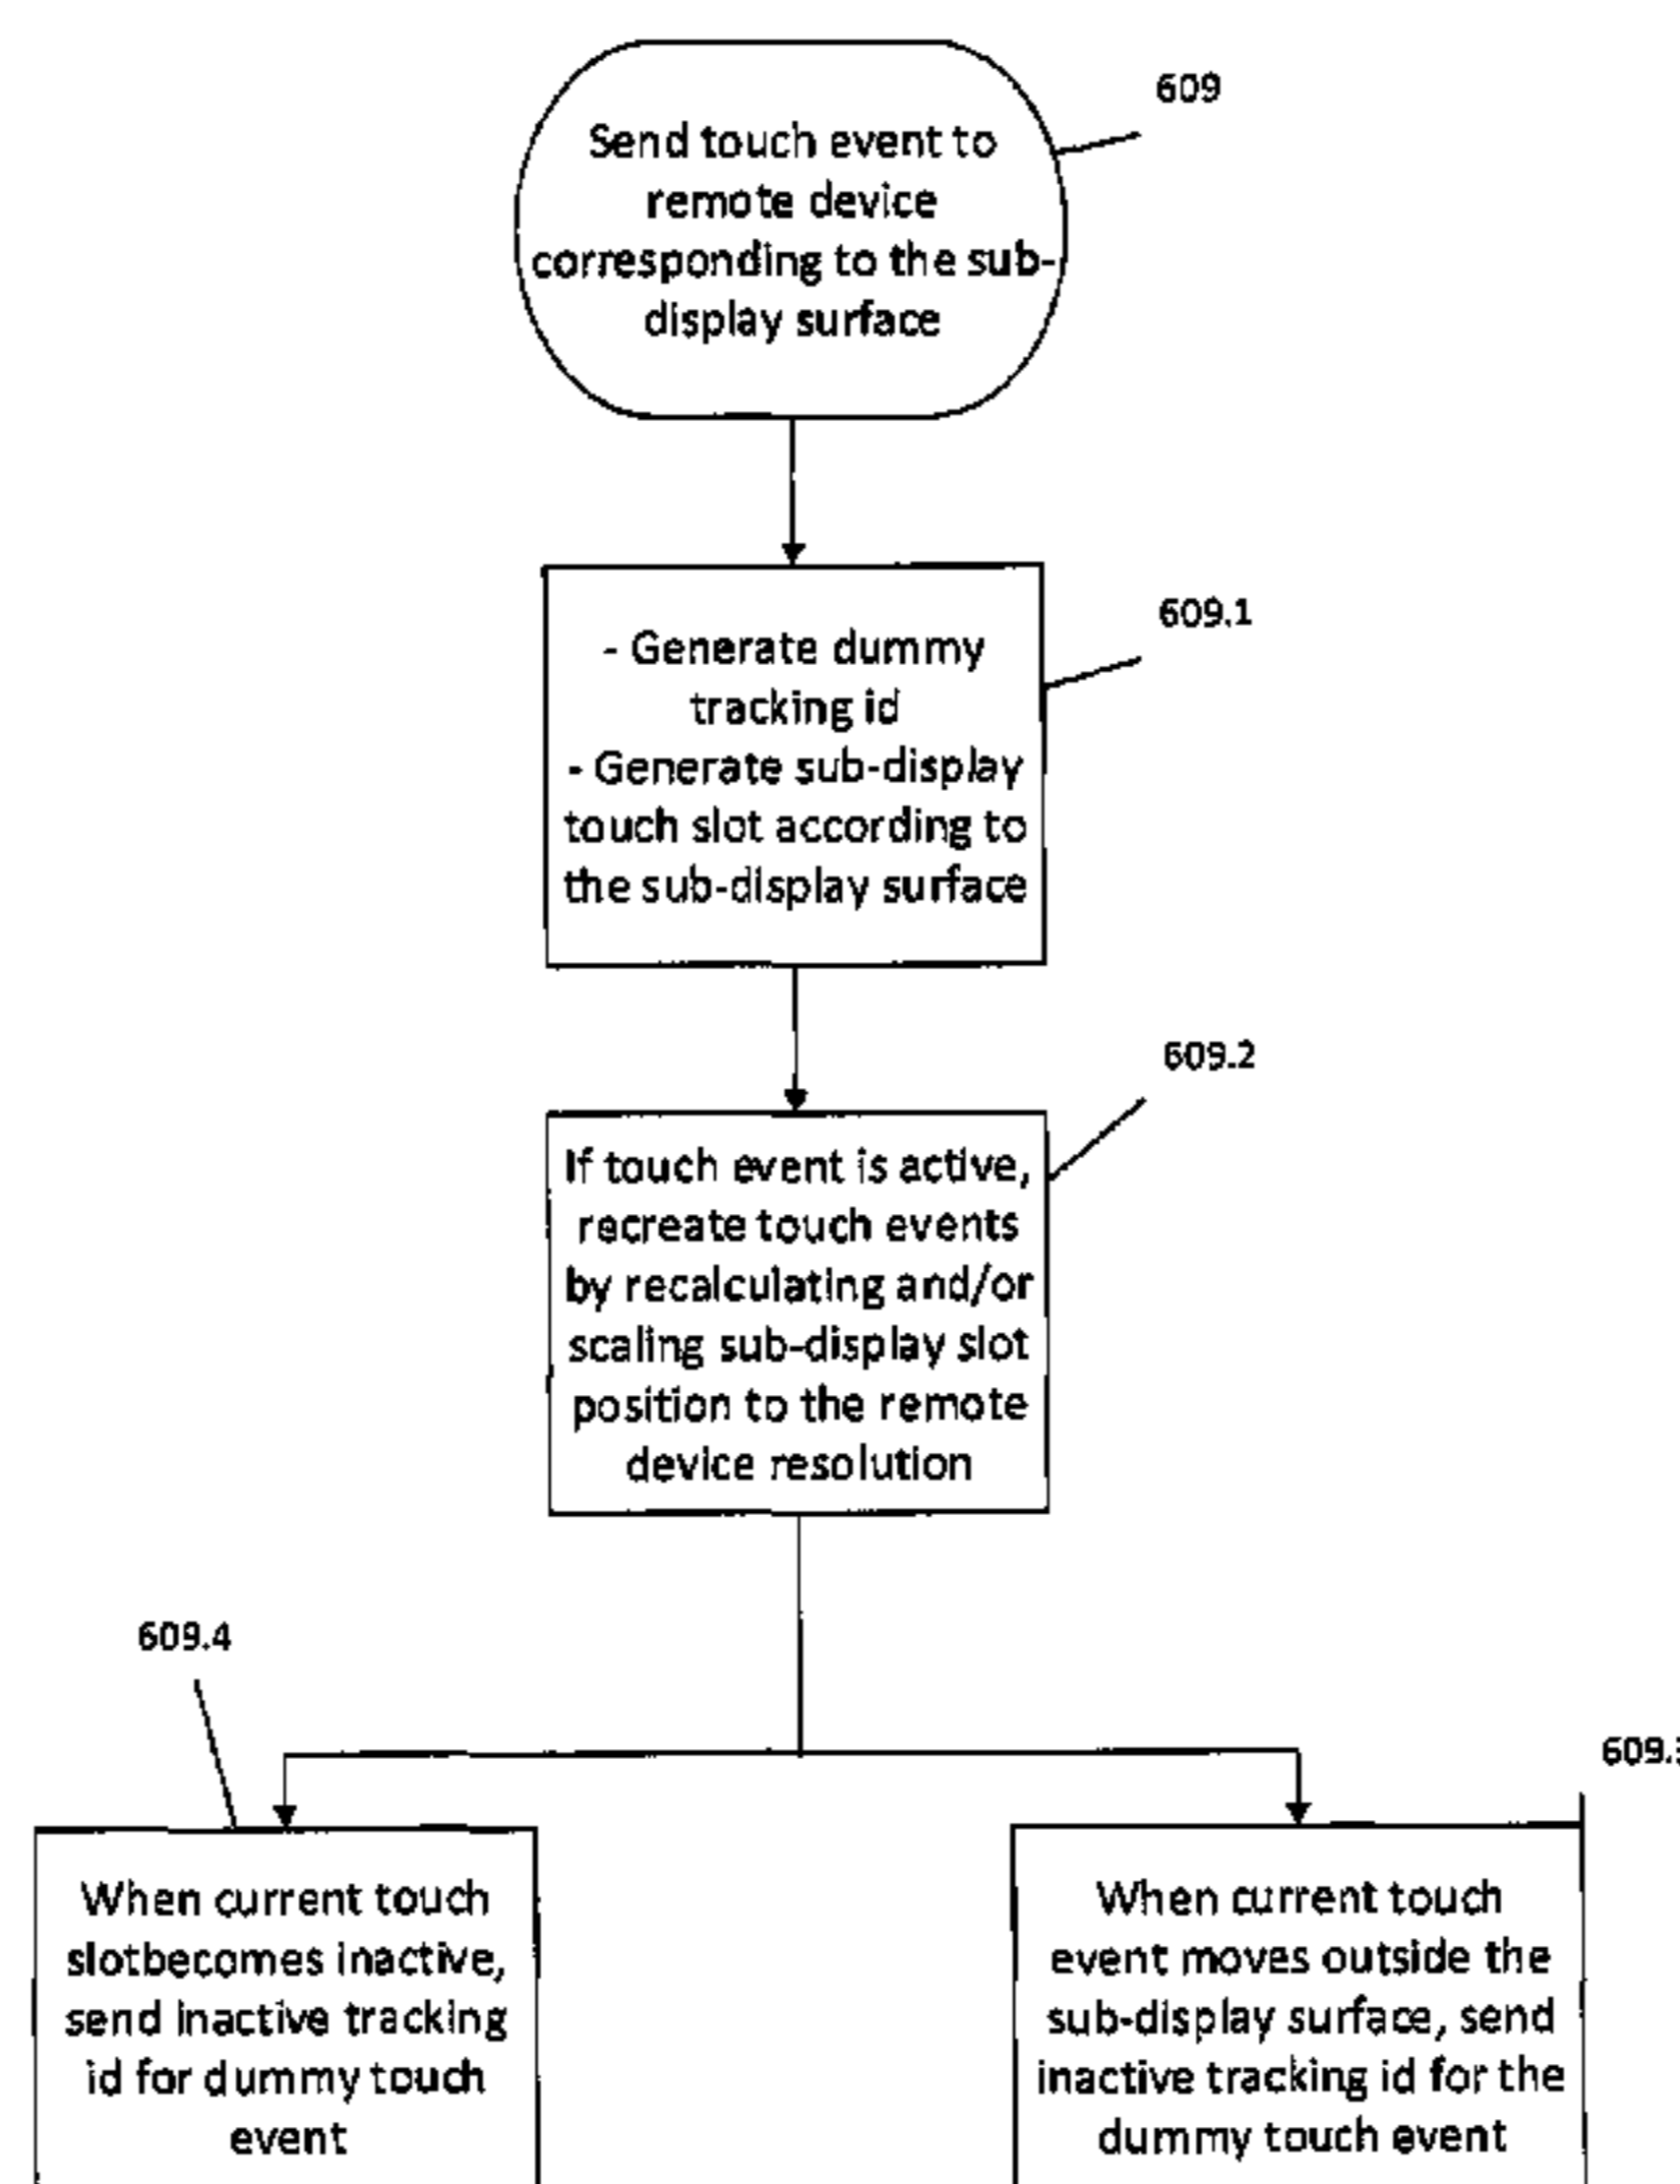 609
Send touch event to
remote device
corresponding to the sub-
display surface
609.1
- Generate dummy
tracking id
- Generate sub-display
touch slot according to
the sub-display surface
609.2
If touch event is active,
recreate touch events
by recalculating and/or
scaling sub-display slot
position to the remote
device resolution
609.4
When current touch
slotbecomes inactive,
send inactive tracking
id for dummy touch
event
When current touch
event moves outside the
sub-display surface, send
inactive tracking id for the
dummy touch event